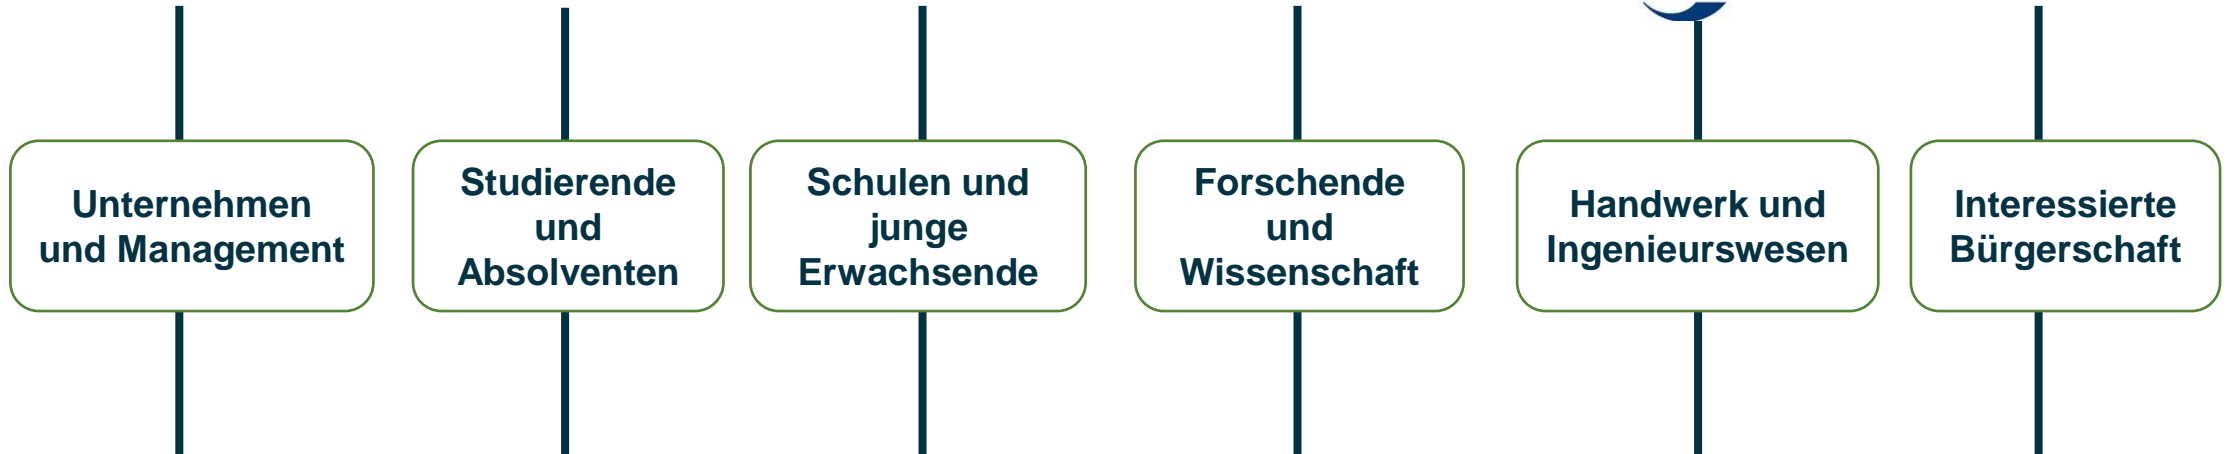 Unternehmen
und Management
Studierende
und
Absolventen
Schulen und
junge
Erwachsende
Forschende
und
Wissenschaft
Handwerk und
Ingenieurswesen
Interessierte
Bürgerschaft